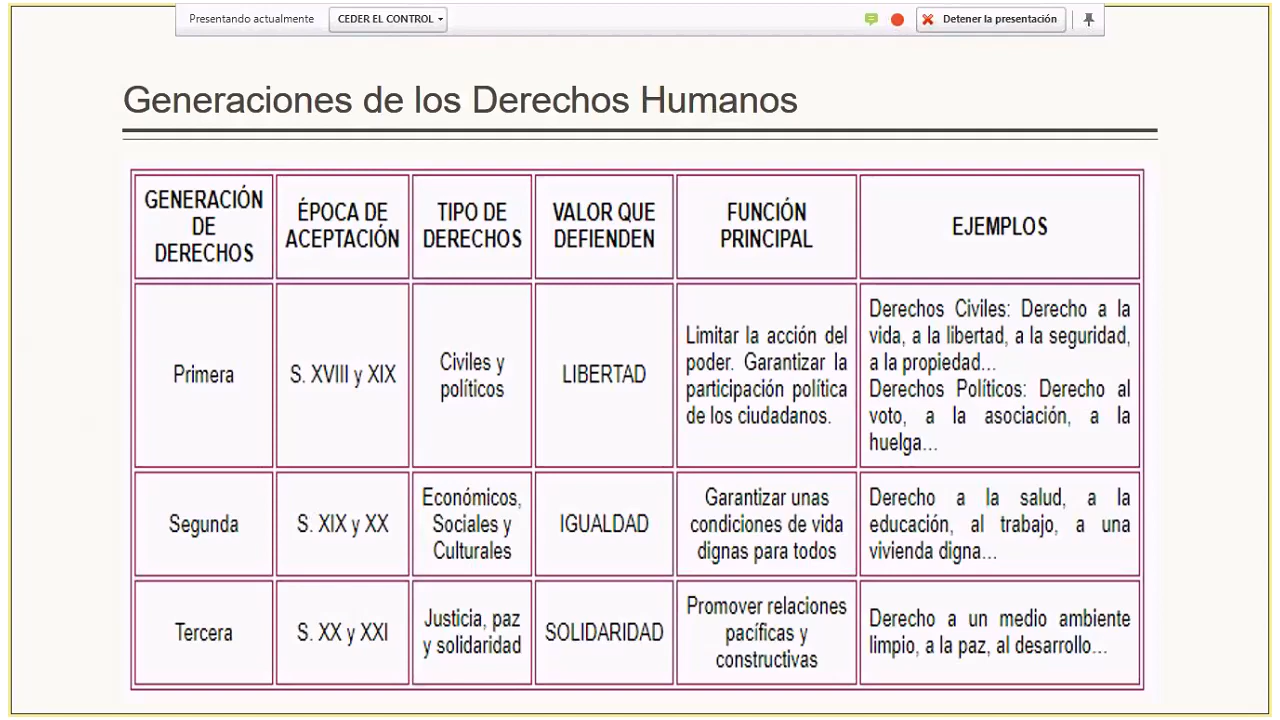 Presentando actualmente
CEDER EL CONTROL
Detener la presentación
Generaciones de los Derechos Humanos
GENERACIÓN
DE
DERECHOS
ÉPOCA DE
ACEPTACIÓN
TIPO DE
DERECHOS
VALOR QUE
DEFIENDEN
FUNCIÓN
PRINCIPAL
EJEMPLOS
Primera
S. XVIII y XIX
Civiles y
políticos
LIBERTAD
Limitar la acción del
poder. Garantizar la
participación política
de los ciudadanos.
Derechos Civiles: Derecho a la
vida, a la libertad, a la seguridad,
a la propiedad...
Derechos Políticos: Derecho al
voto, a la asociación, a la
huelga...
Segunda
S. XIX y XX
Económicos,
Sociales y
Culturales
IGUALDAD
Garantizar unas
condiciones de vida
dignas para todos
Derecho a la salud, a la
educación, al trabajo, a una
vivienda digna...
Tercera
S. XX y XXI
Justicia, paz
y solidaridad
SOLIDARIDAD
Promover relaciones
pacíficas y
constructivas
Derecho a un medio ambiente
limpio, a la paz, al desarrollo...